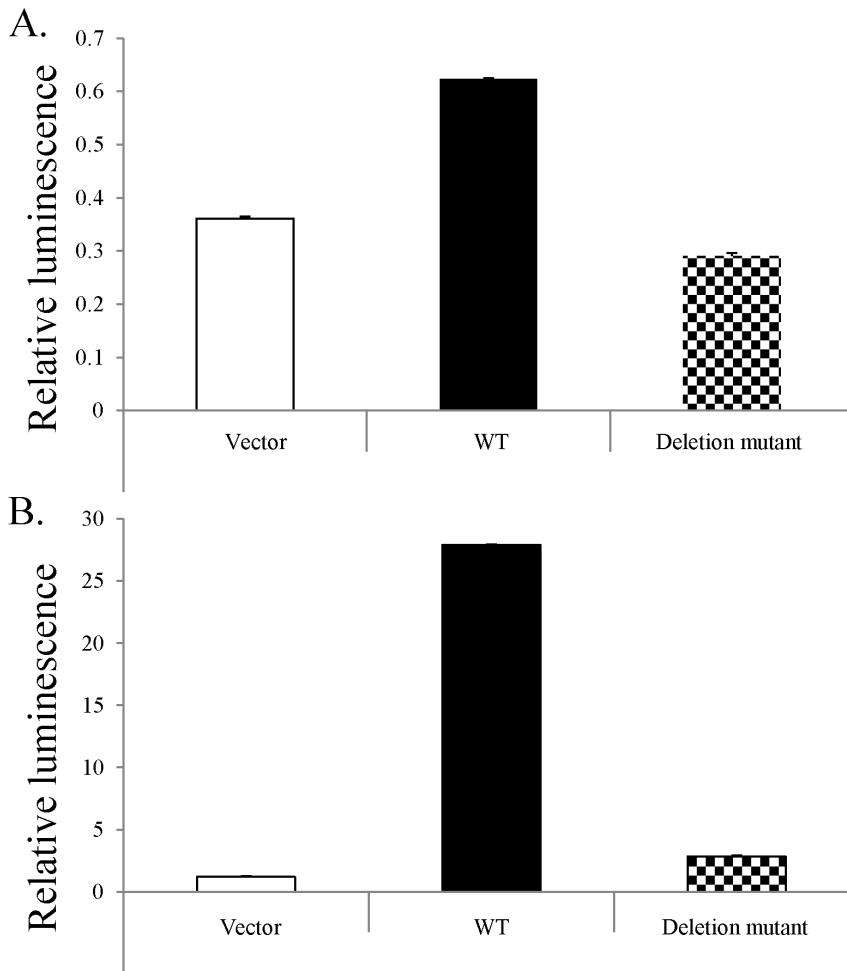 A.
Relative luminescence
0.7
0.6
0.5
0.4
0.3
0.2
0.1
0
Vector WT Deletion mutant
B.
Relative luminescence
30
25
20
15
10
5
0
Vector WT Deletion mutant